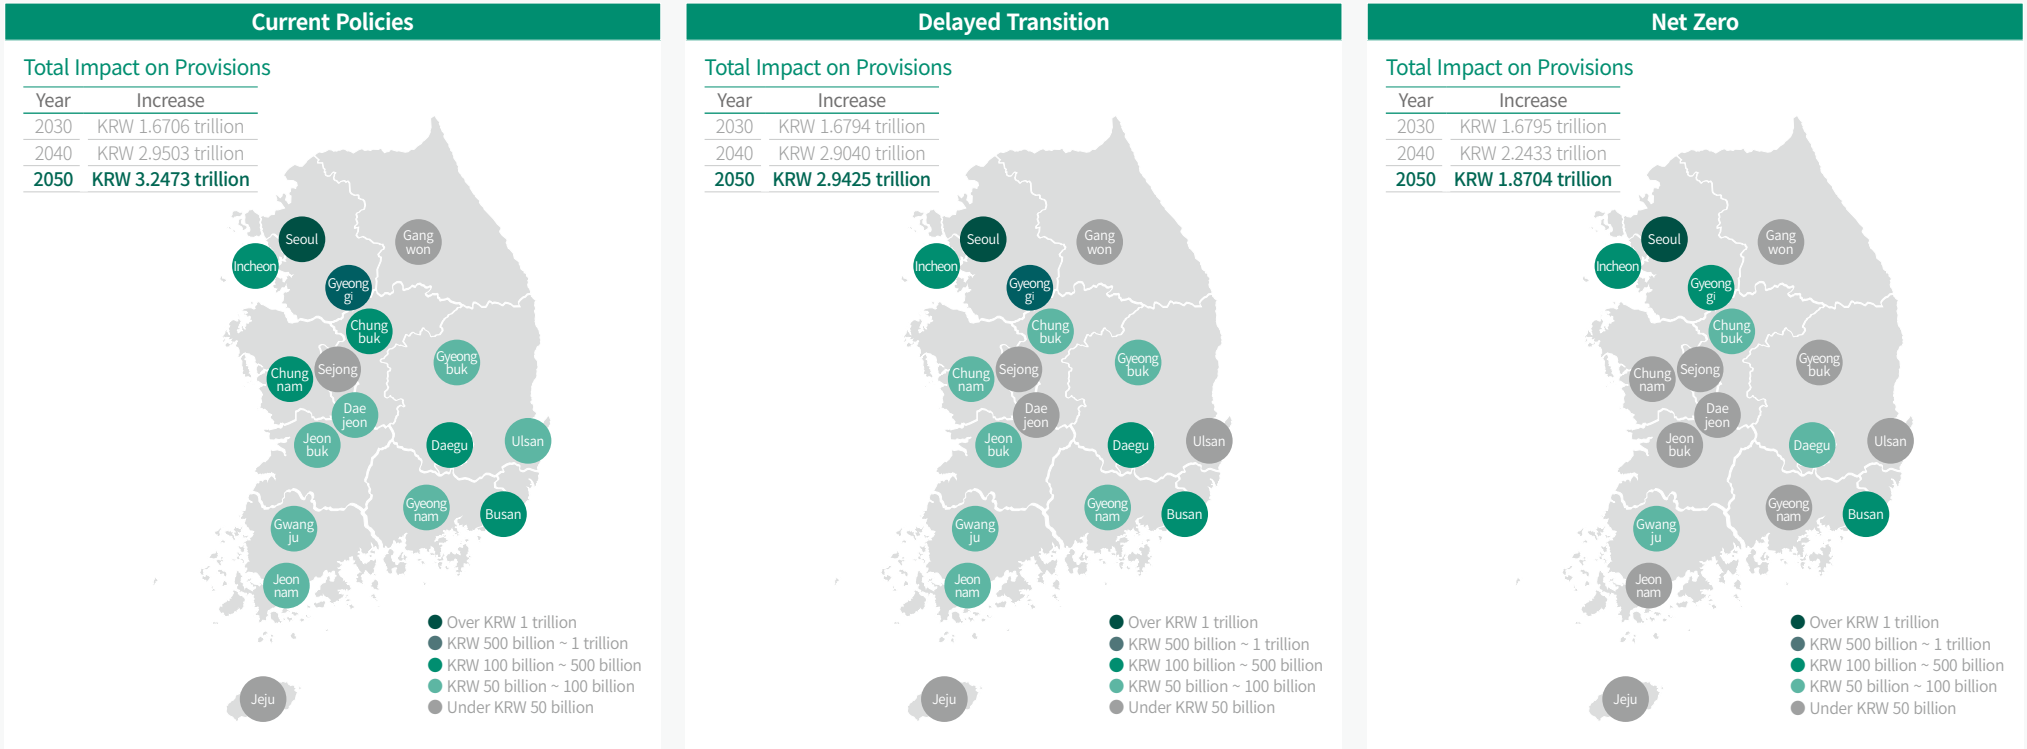 Current Policies
Total Impact on Provisions
Year Increase
2030 KRW 1.6706 trillion
2040 KRW 2.9503 trillion
2050 KRW 3.2473 trillion
Seoul
Gang
won
Incheon
Gyeong
gi
Chung
buk
Gyeong
buk
Sejong
Chung
nam
Dae
jeon
Jeon
buk
Daegu
Ulsan
Gyeong
nam
Busan
Gwang
ju
Jeon
nam
Jeju
Over KRW 1 trillion
KRW 500 billion ~ 1 trillion
KRW 100 billion ~ 500 billion
KRW 50 billion ~ 100 billion
Under KRW 50 billion
Delayed Transition
Total Impact on Provisions
Year Increase
2030 KRW 1.6794 trillion
2040 KRW 2.9040 trillion
2050 KRW 2.9425 trillion
Seoul
Gang
won
Incheon
Gyeong
gi
Chung
buk
Gyeong
buk
Sejong
Chung
nam
Dae
jeon
Jeon
buk
Daegu
Ulsan
Gyeong
nam
Busan
Gwang
ju
Jeon
nam
Jeju
Over KRW 1 trillion
KRW 500 billion ~ 1 trillion
KRW 100 billion ~ 500 billion
KRW 50 billion ~ 100 billion
Under KRW 50 billion
Net Zero
Total Impact on Provisions
Year Increase
2030 KRW 1.6795 trillion
2040 KRW 2.2433 trillion
2050 KRW 1.8704 trillion
Seoul
Gang
won
Incheon
Gyeong
gi
Chung
buk
Gyeong
buk
Sejong
Chung
nam
Dae
jeon
Jeon
buk
Daegu
Ulsan
Gyeong
nam
Busan
Gwang
ju
Jeon
nam
Jeju
Over KRW 1 trillion
KRW 500 billion ~ 1 trillion
KRW 100 billion ~ 500 billion
KRW 50 billion ~ 100 billion
Under KRW 50 billion